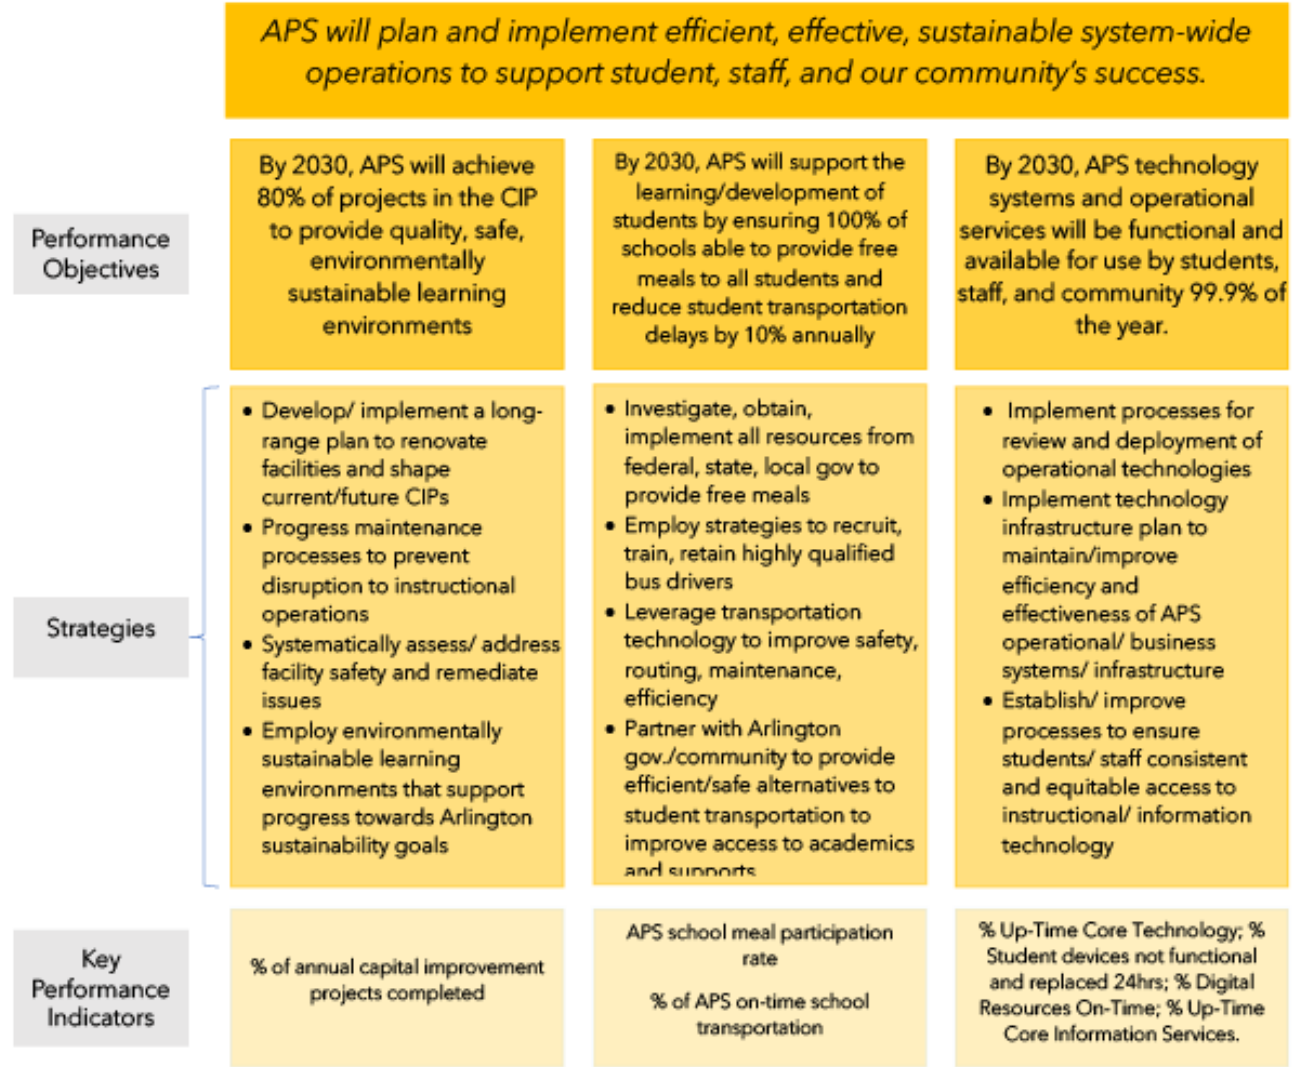 APS will plan and implement efficient, effective, sustainable system-wide
operations to support student, staff, and our community's success.
Performance
Objectives
By 2030, APS will achieve
80% of projects in the CIP
to provide quality, safe,
environmentally
sustainable learning
environments
By 2030, APS will support the
learning/development of
students by ensuring 100% of
schools able to provide free
meals to all students and
reduce student transportation
delays by 10% annually
By 2030, APS technology
systems and operational
services will be functional and
available for use by students,
staff, and community 99.9% of
the year.
Strategies
• Develop/ implement a long-
range plan to renovate
facilities and shape
current/future CIPs
• Progress maintenance
processes to prevent
disruption to instructional
operations
• Systematically assess/ address
facility safety and remediate
issues
• Employ environmentally
sustainable learning
environments that support
progress towards Arlington
sustainability goals
• Investigate, obtain,
implement all resources from
federal, state, local gov to
provide free meals
• Employ strategies to recruit,
train, retain highly qualified
bus drivers
• Leverage transportation
technology to improve safety,
routing, maintenance,
efficiency
• Partner with Arlington
gov./community to provide
efficient/safe alternatives to
student transportation to
improve access to academics
and supports
• Implement processes for
review and deployment of
operational technologies
• Implement technology
infrastructure plan to
maintain/improve
efficiency and
effectiveness of APS
operational/ business
systems/ infrastructure
• Establish/ improve
processes to ensure
students/ staff consistent
and equitable access to
instructional/ information
technology
Key
Performance
Indicators
% of annual capital improvement
projects completed
APS school meal participation
rate
% of APS on-time school
transportation
% Up-Time Core Technology; %
Student devices not functional
and replaced 24hrs; % Digital
Resources On-Time; % Up-Time
Core Information Services.